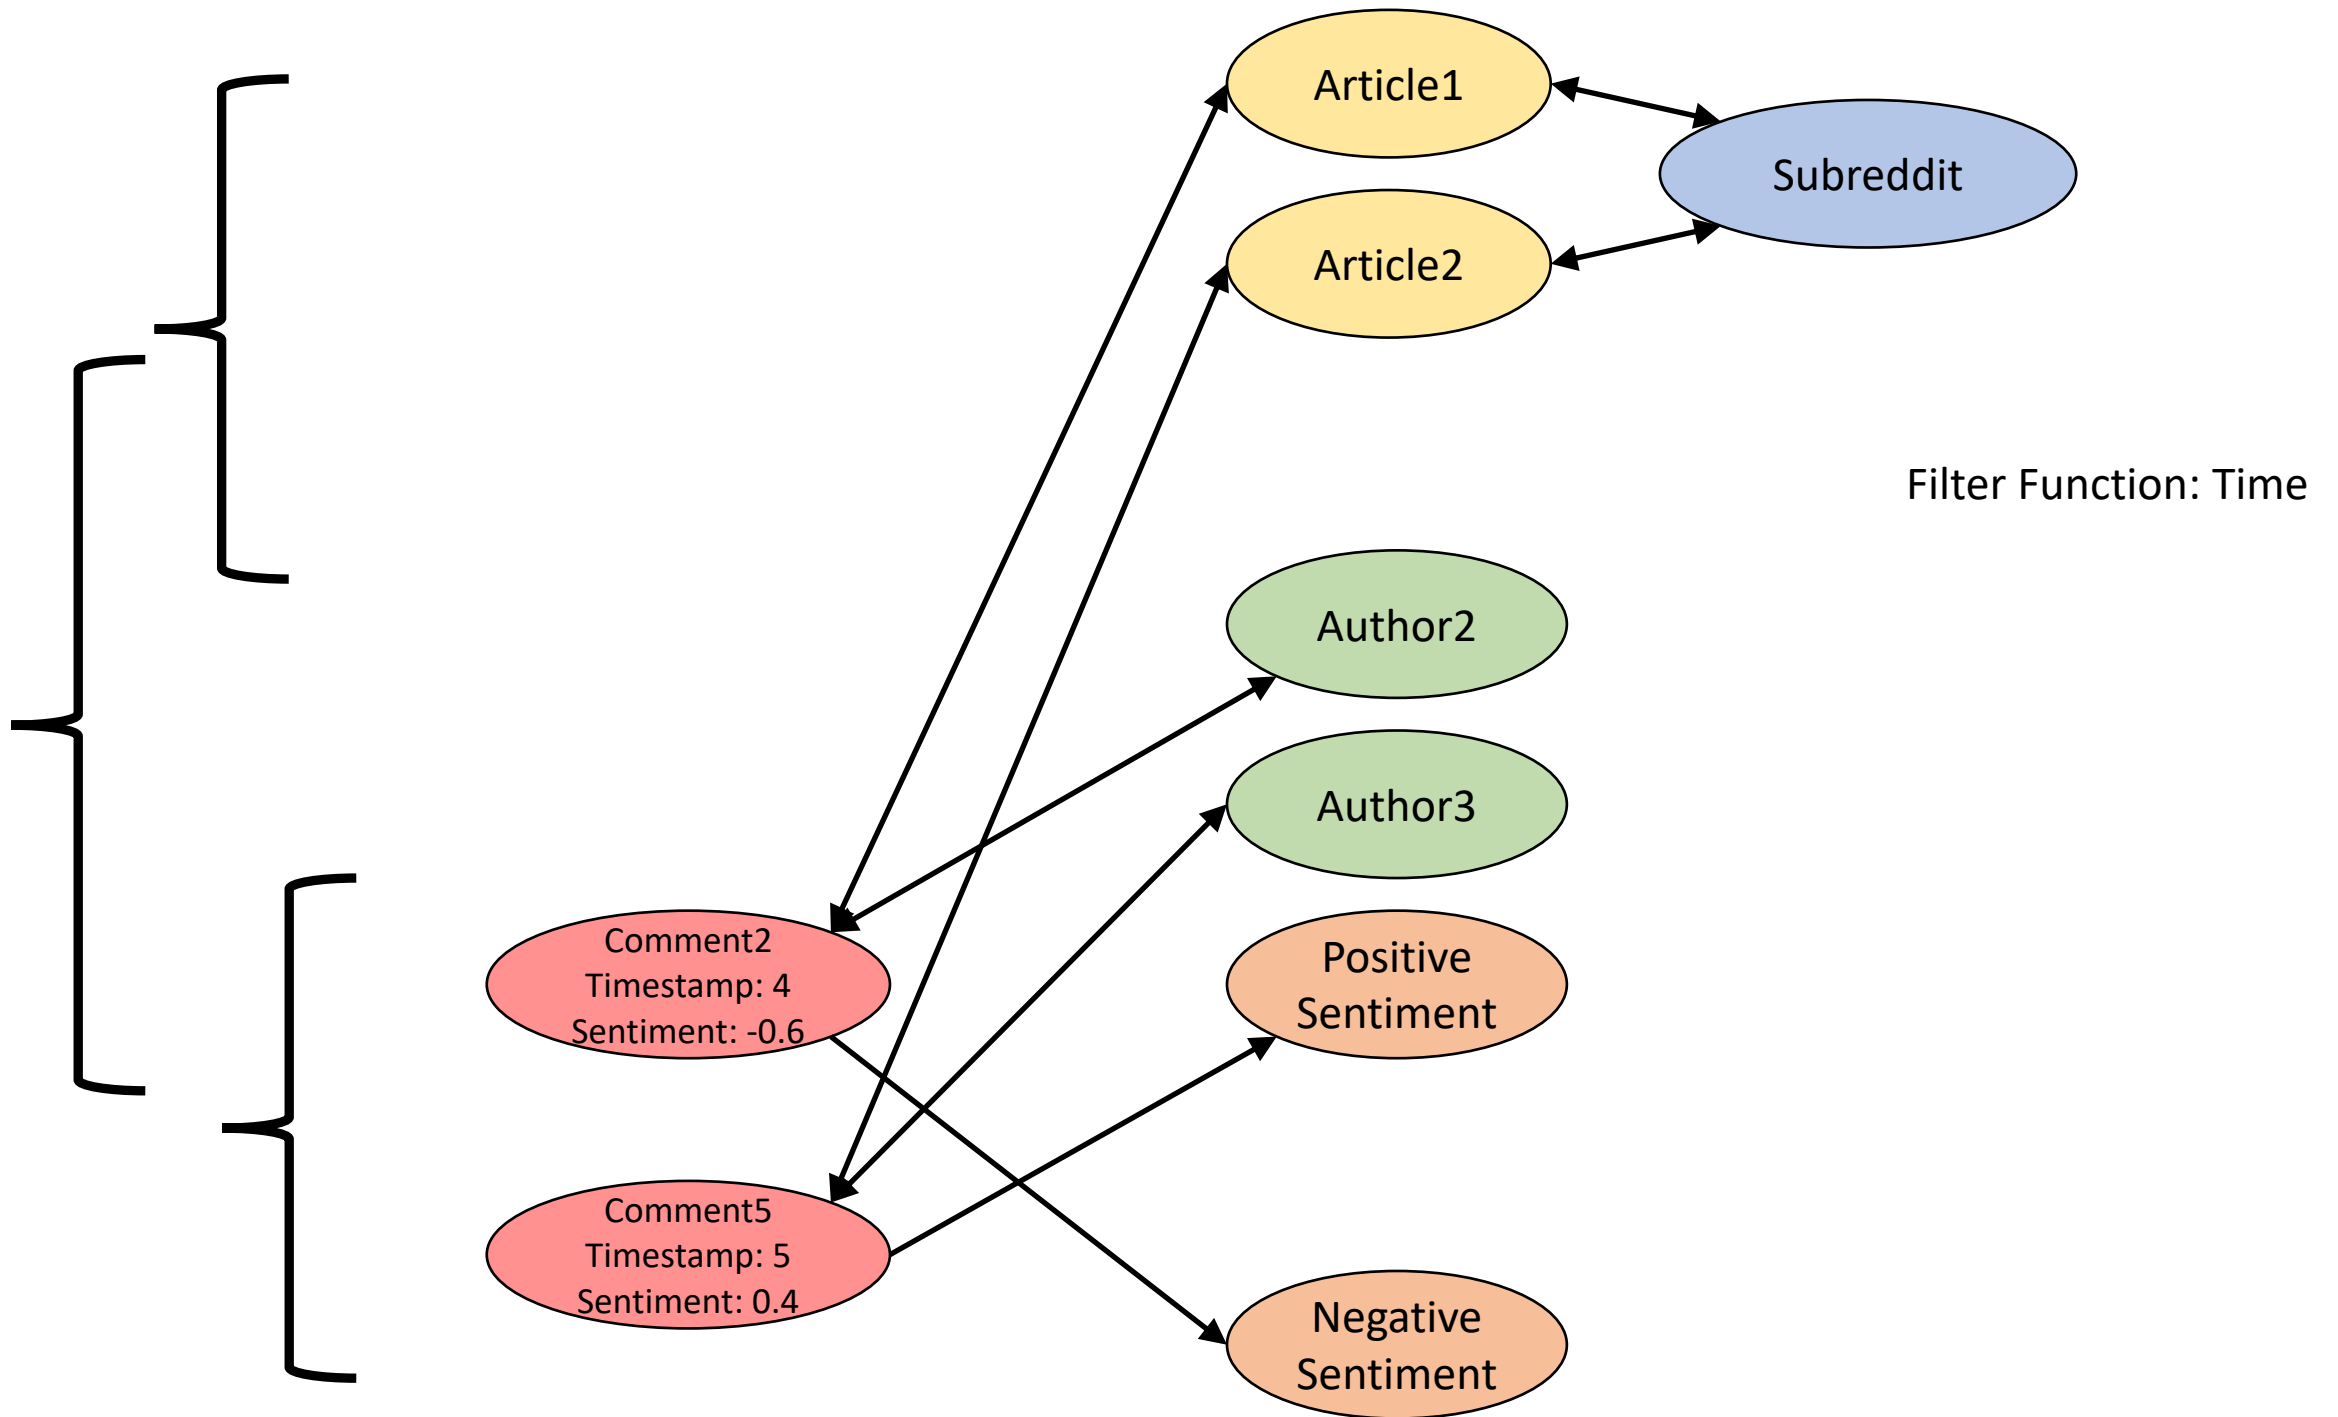 Article1
Subreddit
Article2
Filter Function: Time
Author2
Author3
Comment2
Timestamp: 4
Sentiment: -0.6
Positive
Sentiment
Comment5
Timestamp: 5
Sentiment: 0.4
Negative
Sentiment